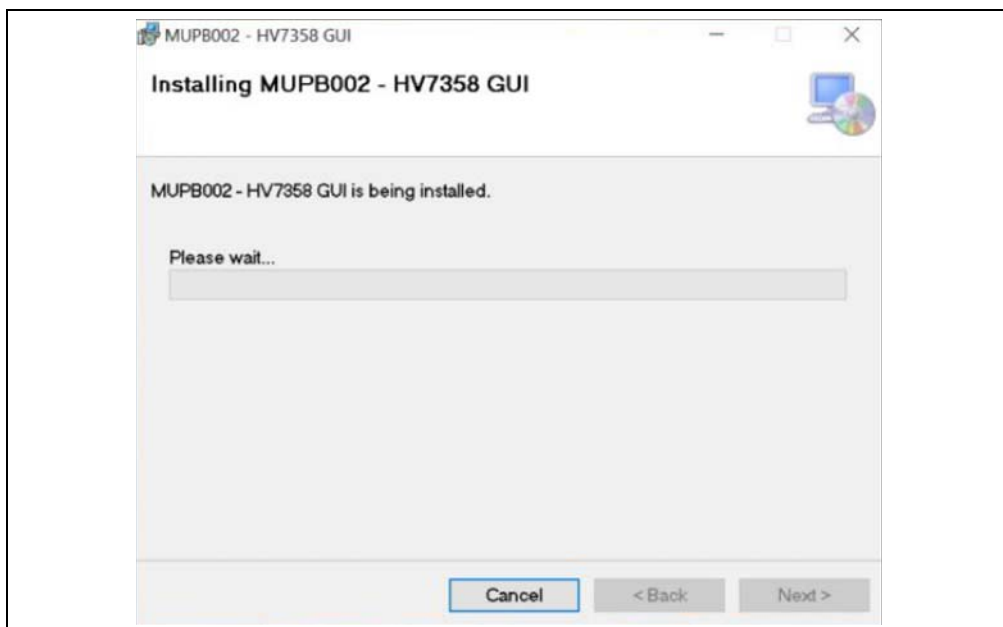 MUPB002 - HV7358 GUI
Installing MUPB002 - HV7358 GUI
MUPB002 - HV7358 GUI is being installed.
Please wait...
Cancel
< Back
Next >